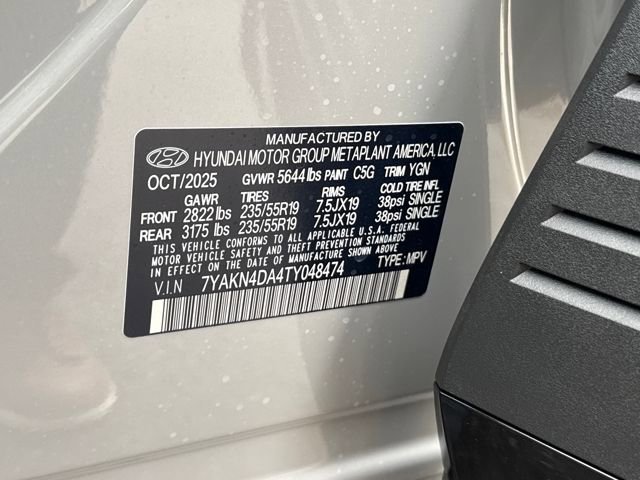 MANUFACTURED BY
HYUNDAI MOTOR GROUP METAPLANT AMERICA, LLC
OCT/2025 GVWR 5644 lbs PAINT C5G TRIM YGN
GAWR TIRES RIMS COLD TIRE INFL
FRONT 2822 lbs 235/55R19 7.5JX19 38psi SINGLE
REAR 3175 lbs 235/55R19 7.5JX19 38psi SINGLE
THIS VEHICLE CONFORMS TO ALL APPLICABLE U.S.A. FEDERAL
MOTOR VEHICLE SAFETY AND THEFT PREVENTION STANDARDS
IN EFFECT ON THE DATE OF MANUFACTURE SHOWN ABOVE.
V.I.N 7YAKN4DA4TY048474 TYPE: MPV